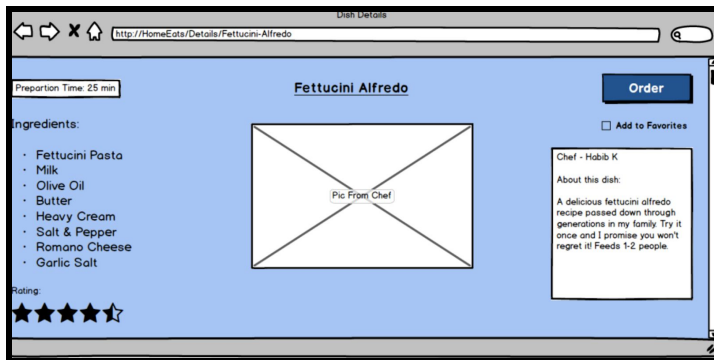 Dish Details
http://HomeEats/Details/Fettucini-Alfredo
Prepartion Time: 25 min
Fettucini Alfredo
Order
Add to Favorites
Ingredients:
· Fettucini Pasta
· Milk
· Olive Oil
· Butter
· Heavy Cream
· Salt & Pepper
· Romano Cheese
· Garlic Salt
Pic From Chef
Chef - Habib K
About this dish:
A delicious fettucini alfredo
recipe passed down through
generations in my family. Try it
once and I promise you won't
regret it! Feeds 1-2 people.
Rating: